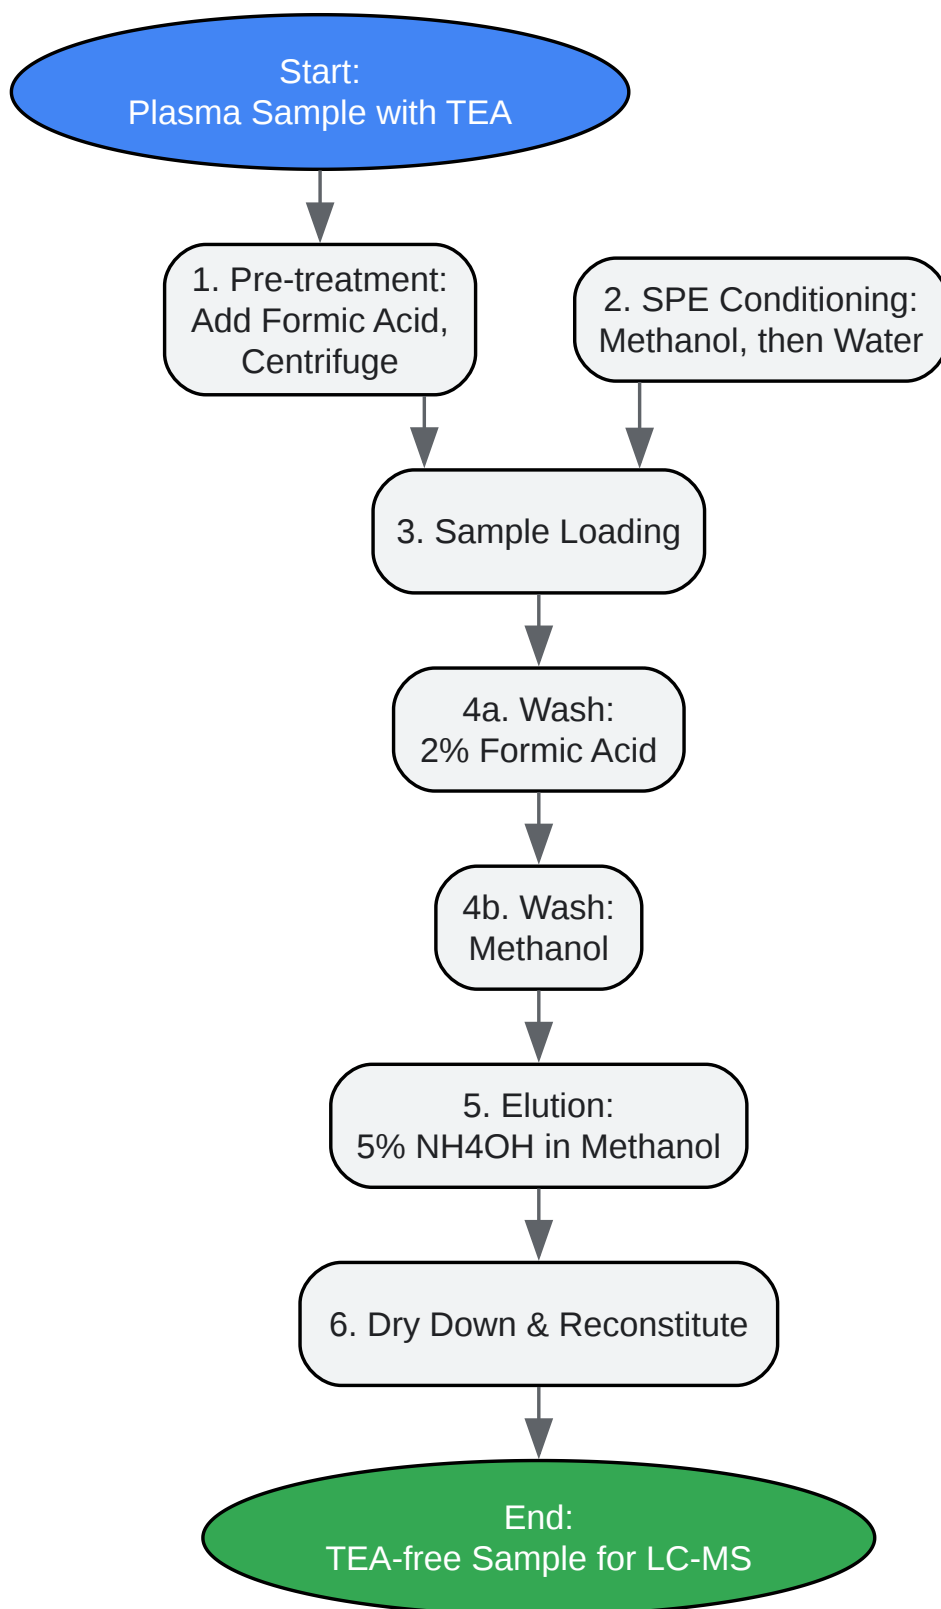 Start:
Plasma Sample with TEA
1. Pre-treatment:
Add Formic Acid,
Centrifuge
2. SPE Conditioning:
Methanol, then Water
3. Sample Loading
4a. Wash:
2% Formic Acid
4b. Wash:
Methanol
5. Elution:
5% NH4OH in Methanol
6. Dry Down & Reconstitute
End:
TEA-free Sample for LC-MS